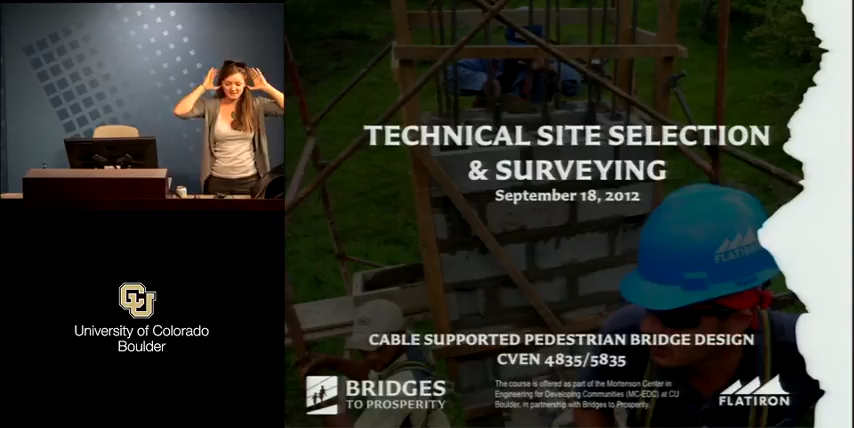 TECHNICAL SITE SELECTION
& SURVEYING
September 18, 2012
FLATIRON
CU
University of Colorado
Boulder
CABLE SUPPORTED PEDESTRIAN BRIDGE DESIGN
CVEN 4835/5835
BRIDGES
TO PROSPERITY
The course is offered as part of the Mortenson Center in
Engineering for Developing Communities (MC-EDC) at CU
Boulder, in partnership with Bridges to Prosperity.
FLATIRON